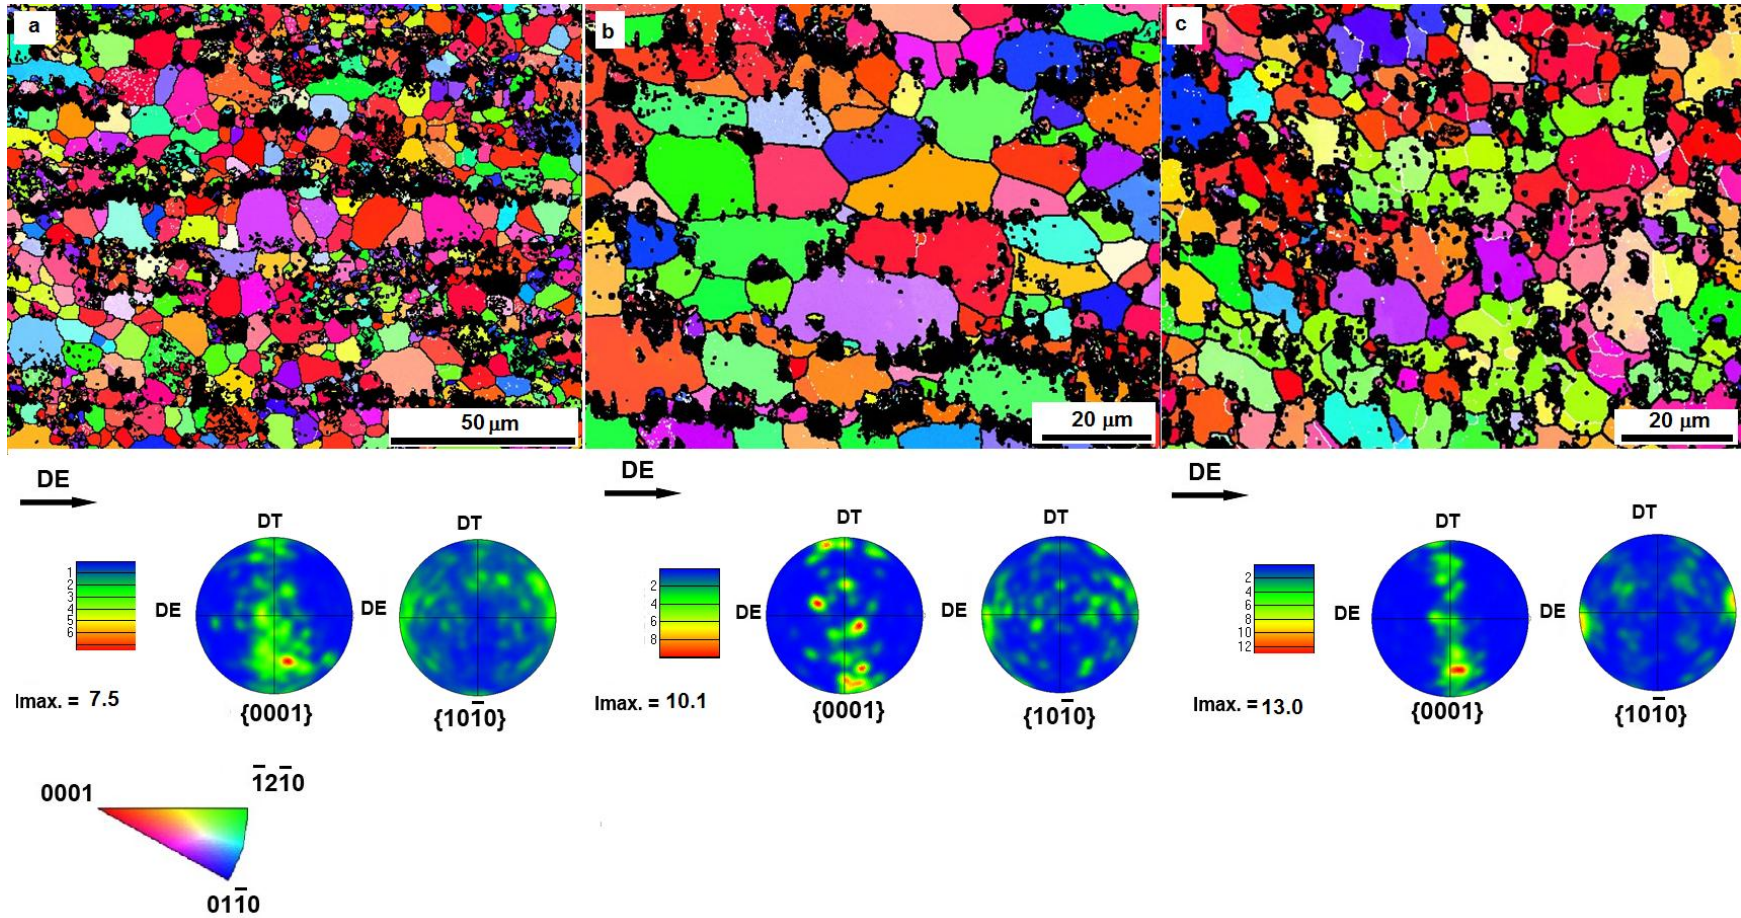 a
b
c
50 μm
20 μm
20 μm
DE
DE
DE
DT
DT
DT
DT
DT
DT
1
2
3
4
5
6
DE
DE
2
4
6
8
DE
DE
2
4
6
8
10
12
DE
DE
Imax. = 7.5
{0001}
{101̅0}
Imax. = 10.1
{0001}
{101̅0}
Imax. = 13.0
{0001}
{101̅0}
0001
1̅21̅0
011̅0